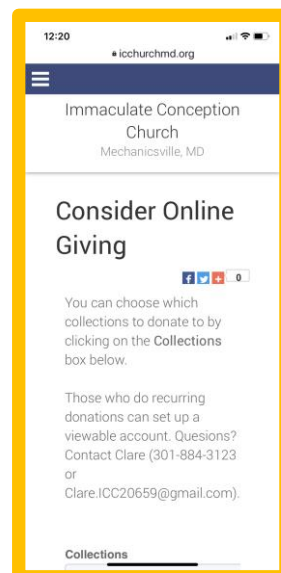 12:20
icchurchmd.org
Immaculate Conception
Church
Mechanicsville, MD
Consider Online
Giving
f
+ 0
You can choose which
collections to donate to by
clicking on the Collections
box below.
Those who do recurring
donations can set up a
viewable account. Quesions?
Contact Clare (301-884-3123
or
Clare.ICC20659@gmail.com).
Collections